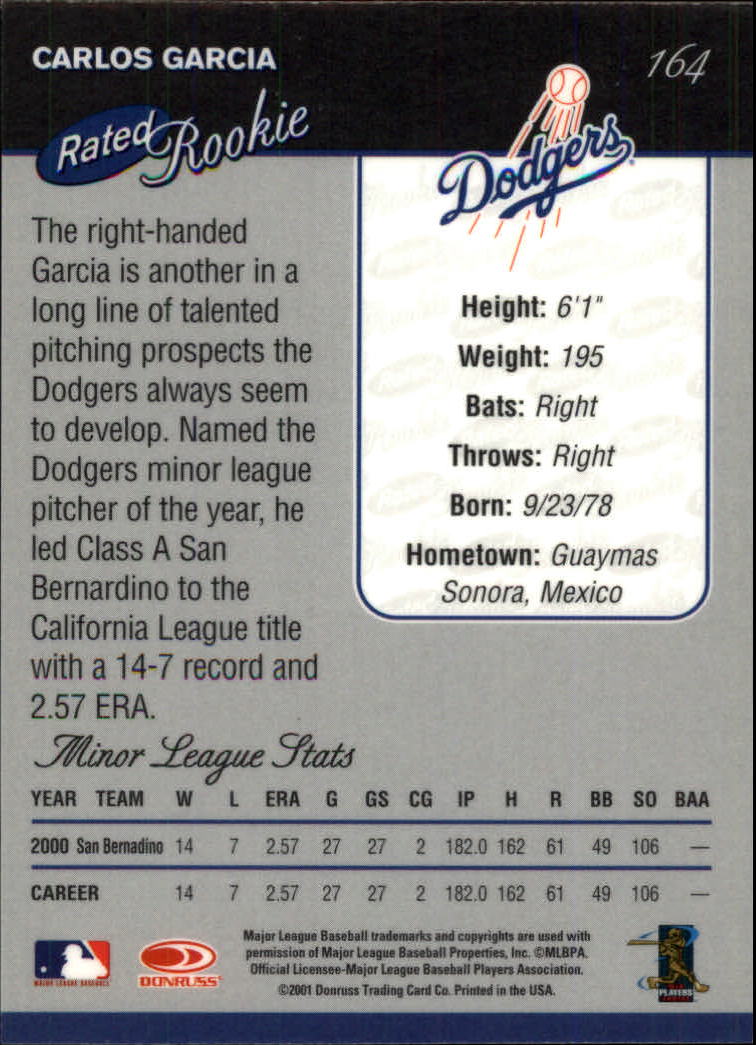 CARLOS GARCIA
164
Rated Rookie
Dodgers
The right-handed
Garcia is another in a
long line of talented
pitching prospects the
Dodgers always seem
to develop. Named the
Dodgers minor league
pitcher of the year, he
led Class A San
Bernardino to the
California League title
with a 14-7 record and
2.57 ERA.
Height: 6'1"
Weight: 195
Bats: Right
Throws: Right
Born: 9/23/78
Hometown: Guaymas
Sonora, Mexico
Minor League Stats
YEAR TEAM W L ERA G GS CG IP H R BB SO BAA
2000 San Bernadino 14 7 2.57 27 27 2 182.0 162 61 49 106 —
CAREER 14 7 2.57 27 27 2 182.0 162 61 49 106 —
Major League Baseball trademarks and copyrights are used with
permission of Major League Baseball Properties, Inc. ©MLBPA.
Official Licensee-Major League Baseball Players Association.
©2001 Donruss Trading Card Co. Printed in the USA.
MAJOR LEAGUE BASEBALL
DONRUSS
PLAYERS